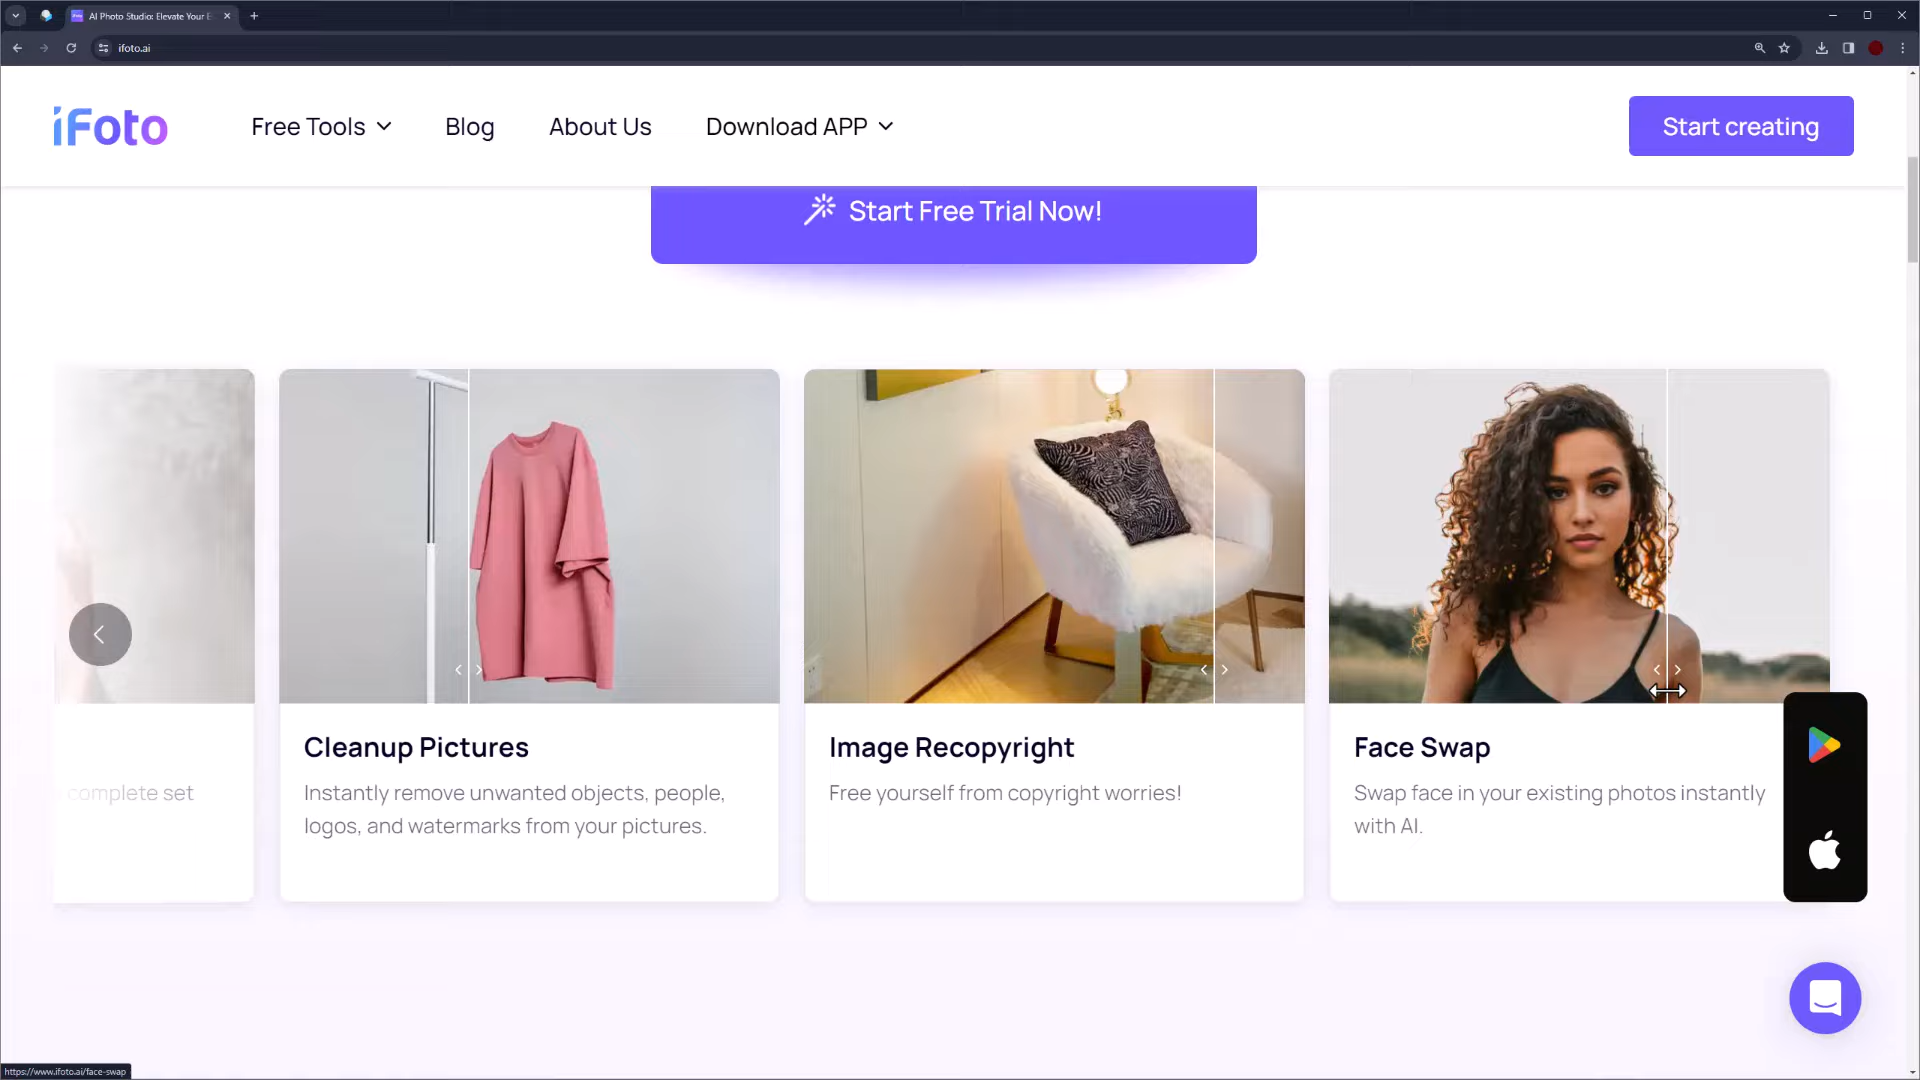 AI Photo Studio: Elevate Your E
ifoto.ai
iFoto
Free Tools
Blog
About Us
Download APP
Start creating
Start Free Trial Now!
complete set
Cleanup Pictures
Instantly remove unwanted objects, people,
logos, and watermarks from your pictures.
Image Recopyright
Free yourself from copyright worries!
Face Swap
Swap face in your existing photos instantly
with AI.
https://www.ifoto.ai/face-swap